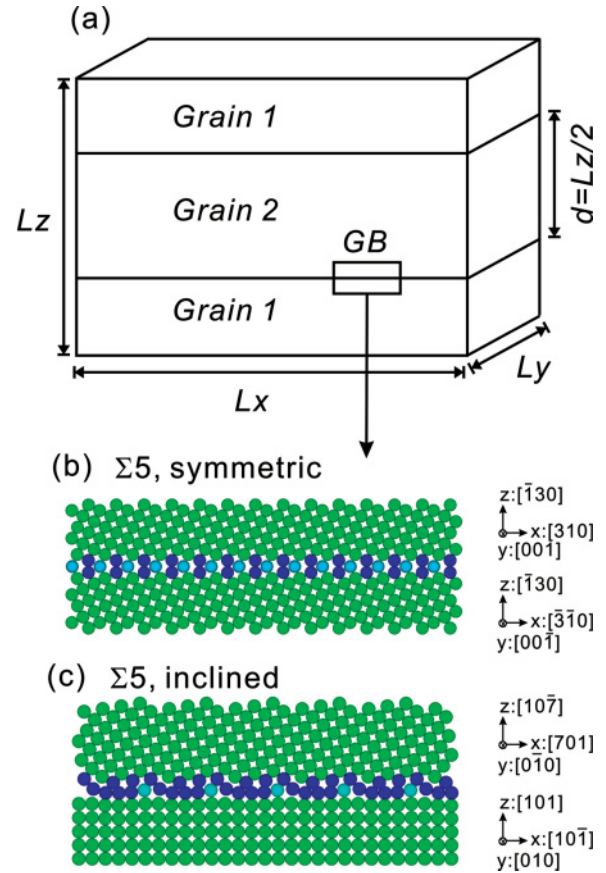 (a)
Grain 1
Lz
Grain 2
d=Lz/2
GB
Grain 1
Ly
Lx
(b) Σ5, symmetric
z:[1̄30]
x:[310]
y:[001̄]
z:[1̄30]
x:[3̄1̄0]
y:[001̄]
(c) Σ5, inclined
z:[107̄]
x:[701]
y:[01̄0]
z:[101]
x:[101̄]
y:[010]